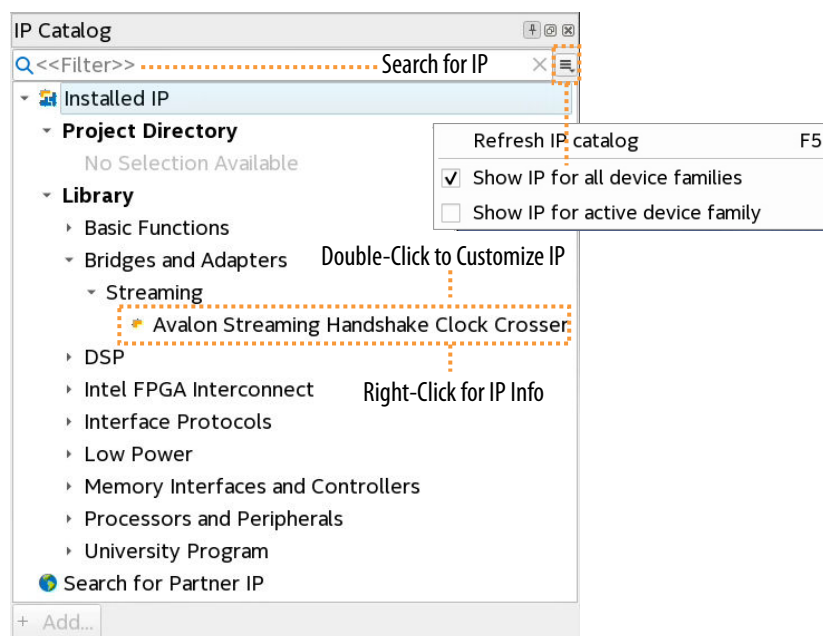 IP Catalog
<<Filter>>
Search for IP
Installed IP
Project Directory
No Selection Available
Refresh IP catalog F5
Show IP for all device families
Show IP for active device family
Library
Basic Functions
Bridges and Adapters
Double-Click to Customize IP
Streaming
Avalon Streaming Handshake Clock Crosser
DSP
Intel FPGA Interconnect
Right-Click for IP Info
Interface Protocols
Low Power
Memory Interfaces and Controllers
Processors and Peripherals
University Program
Search for Partner IP
+ Add...